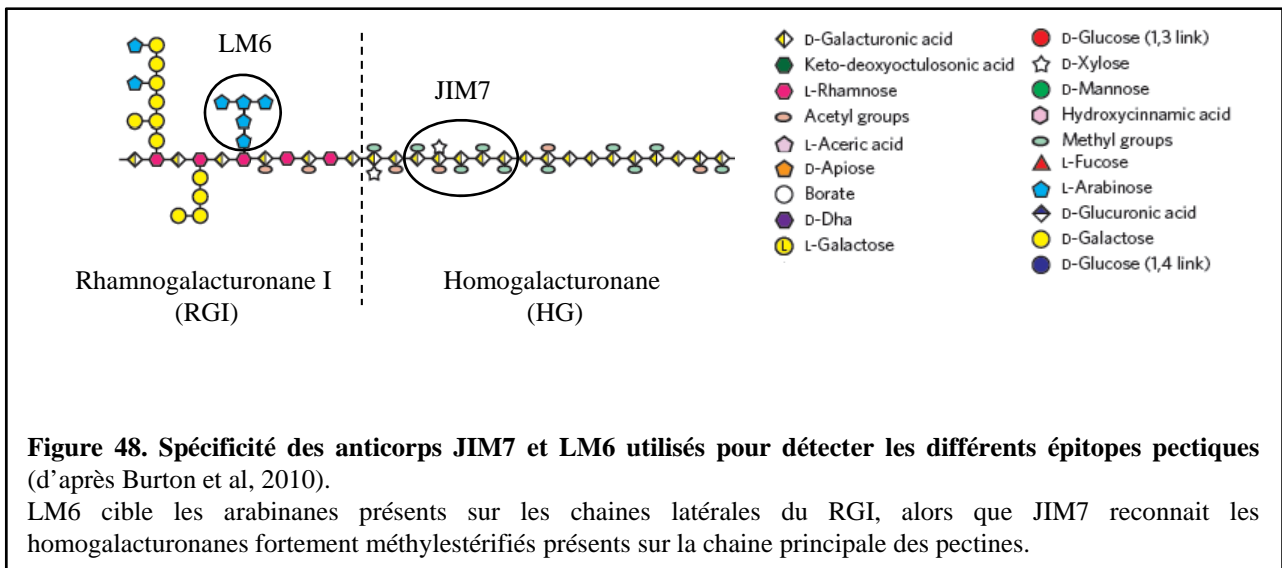 LM6
JIM7
Rhamnogalacturonane I
(RGI)
Homogalacturonane
(HG)
D-Galacturonic acid
Keto-deoxyoctulosonic acid
L-Rhamnose
Acetyl groups
L-Aceric acid
D-Apiose
Borate
D-Dha
L L-Galactose
D-Glucose (1,3 link)
D-Xylose
D-Mannose
Hydroxycinnamic acid
Methyl groups
L-Fucose
L-Arabinose
D-Glucuronic acid
D-Galactose
D-Glucose (1,4 link)
Figure 48. Spécificité des anticorps JIM7 et LM6 utilisés pour détecter les différents épitopes pectiques
(d’après Burton et al, 2010).
LM6 cible les arabinanes présents sur les chaines latérales du RGI, alors que JIM7 reconnait les
homogalacturonanes fortement méthylestérifiés présents sur la chaine principale des pectines.